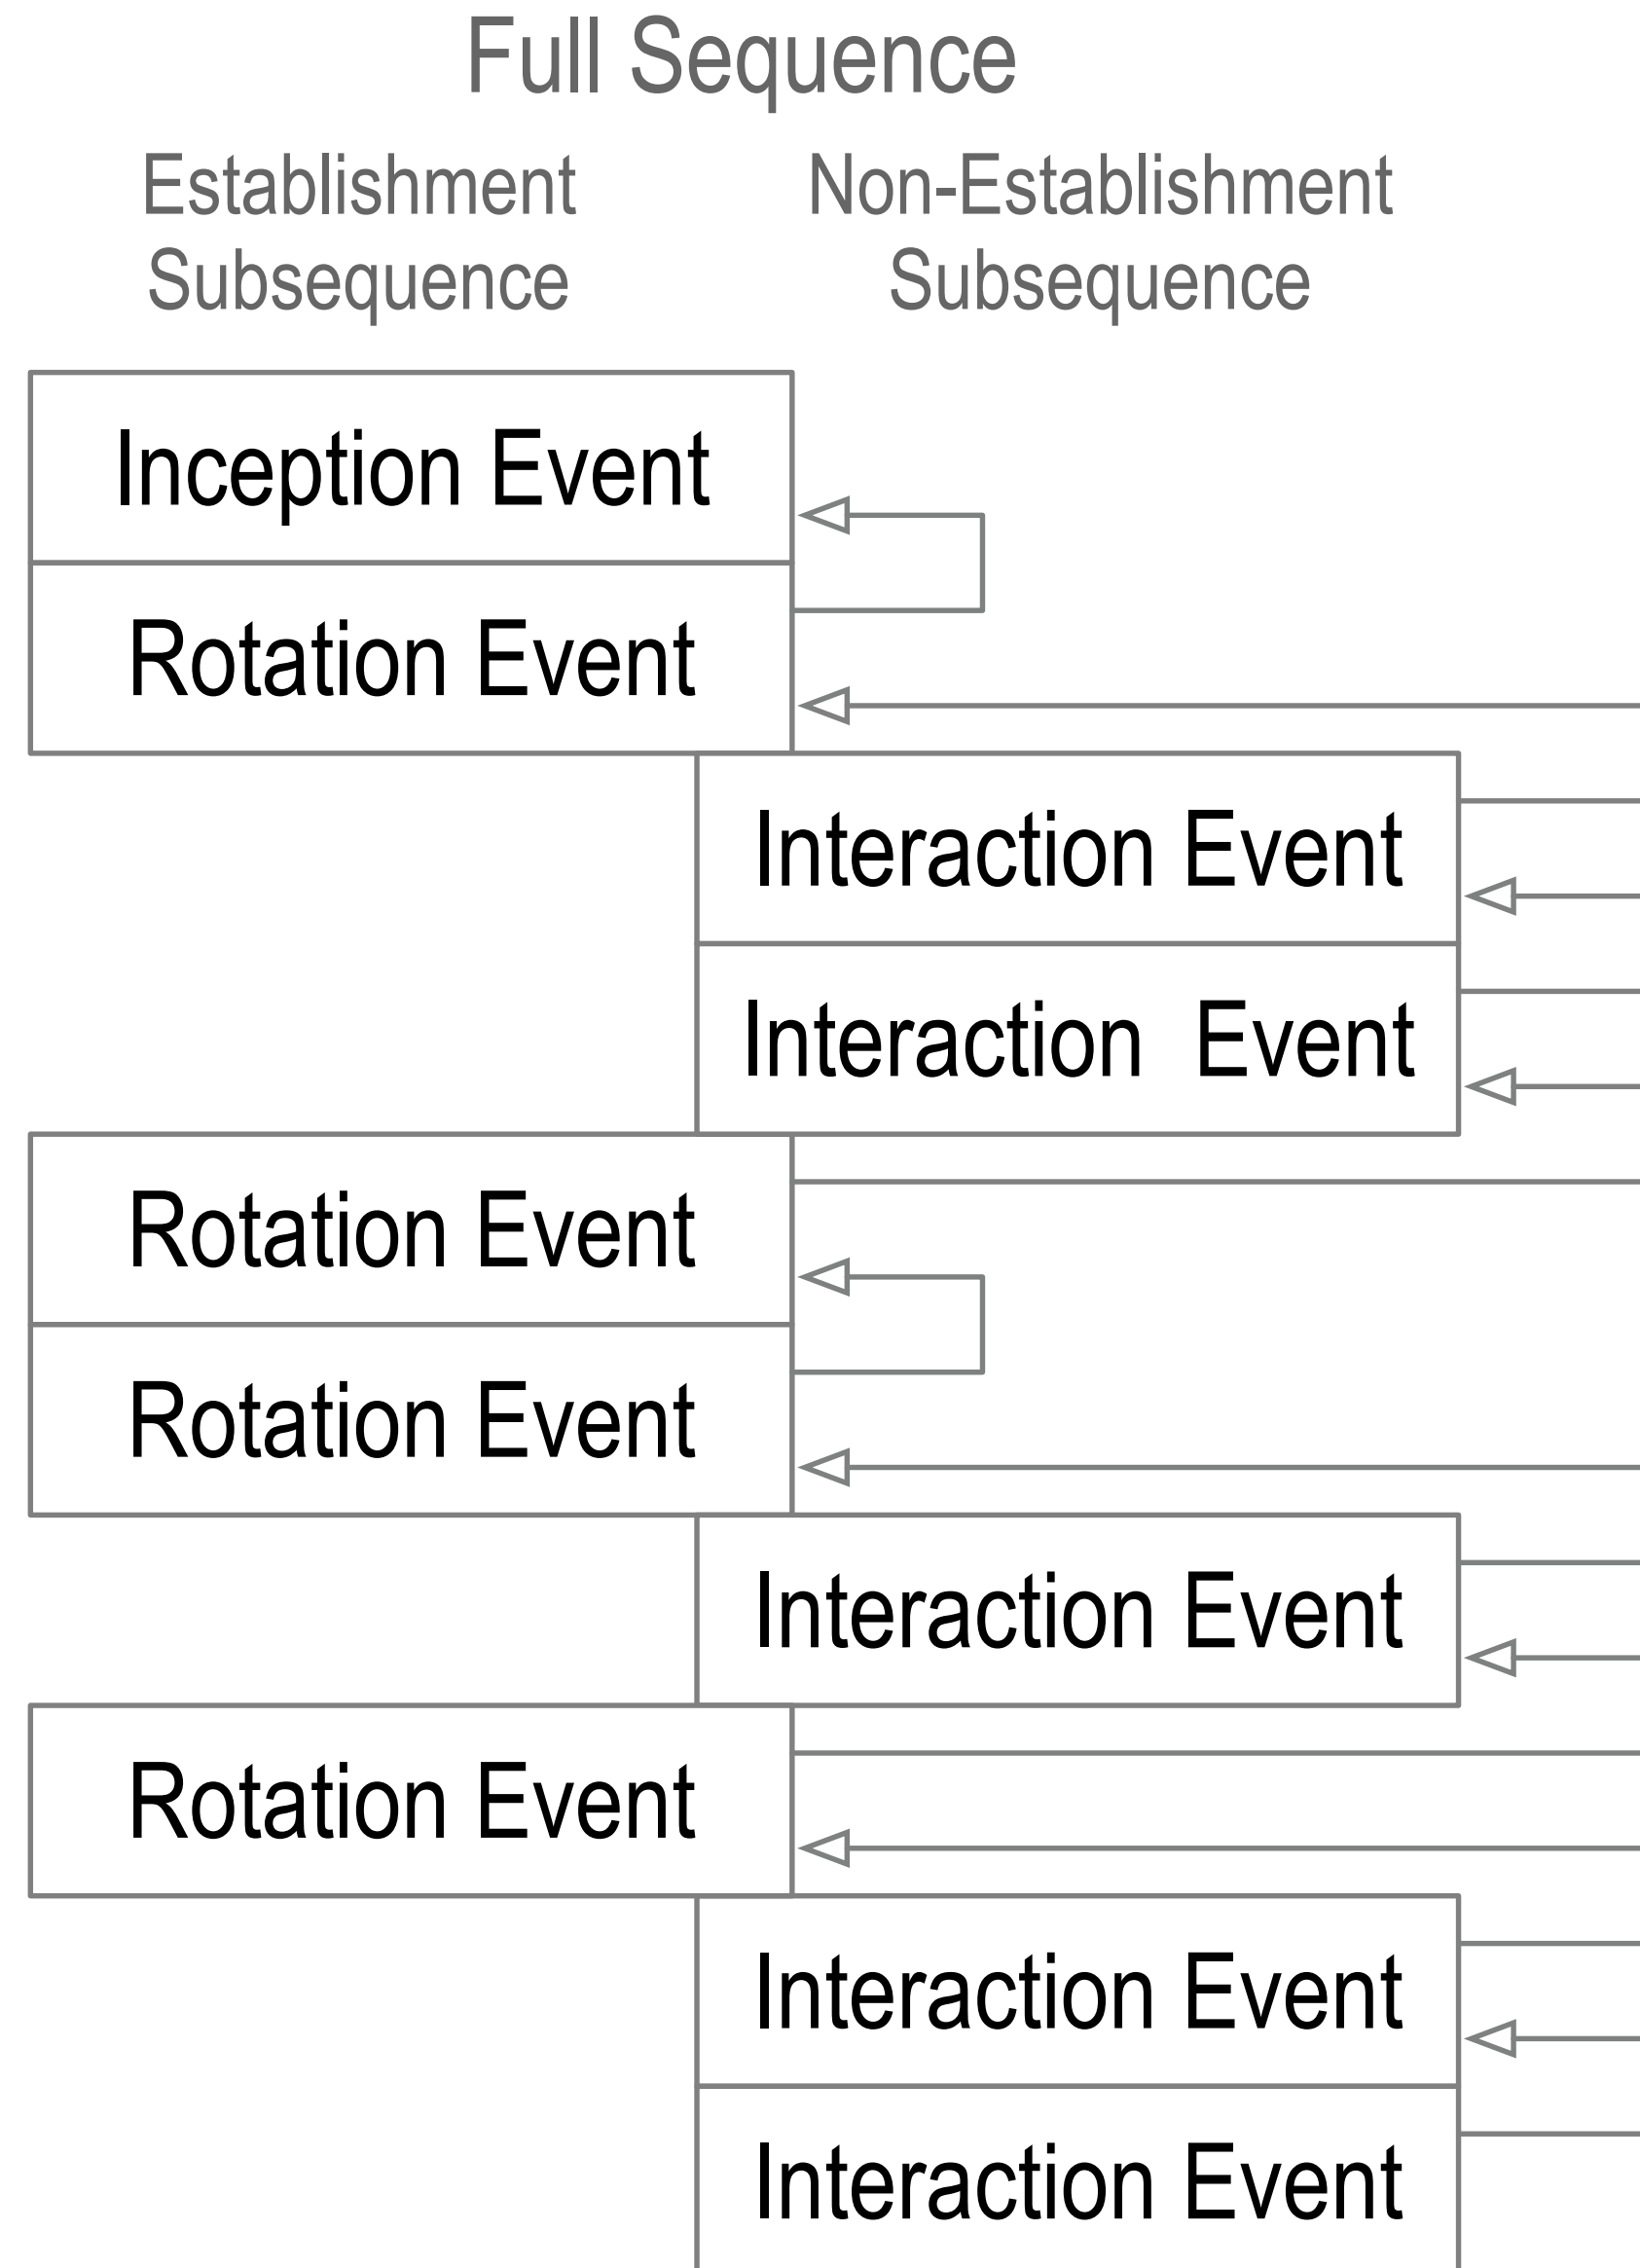 Full Sequence
Establishment
Subsequence
Non-Establishment
Subsequence
Inception Event
Rotation Event
Interaction Event
Interaction  Event
Rotation Event
Rotation Event
Interaction Event
Rotation Event
Interaction Event
Interaction Event